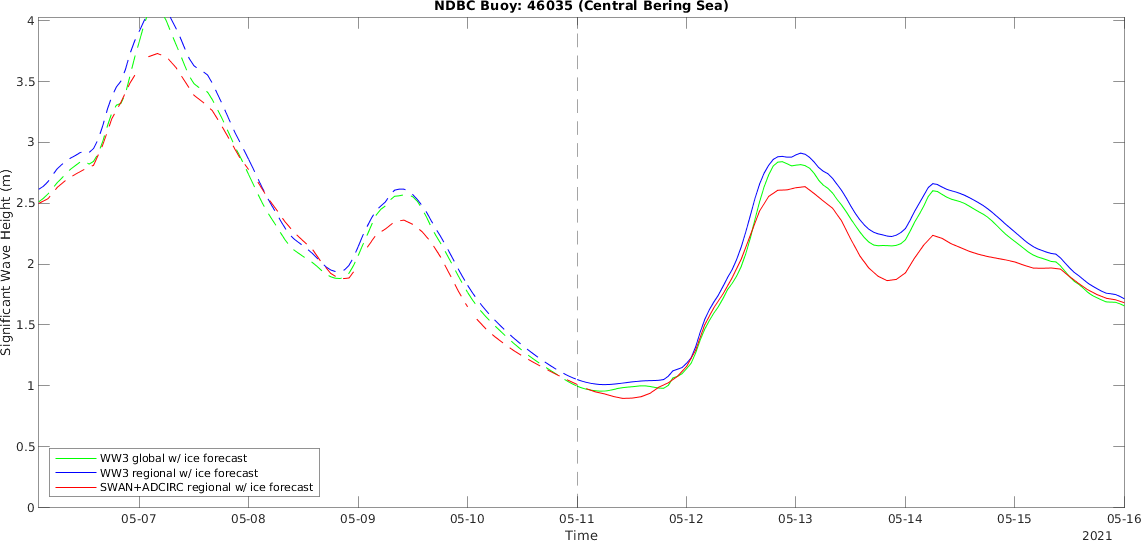 NDBC Buoy: 46035 (Central Bering Sea)
4
3.5
3
2.5
2
1.5
1
0.5
0
Significant Wave Height (m)
WW3 global w/ ice forecast
WW3 regional w/ ice forecast
SWAN+ADCIRC regional w/ ice forecast
05-07 05-08 05-09 05-10 05-11 05-12 05-13 05-14 05-15 05-16
Time
2021